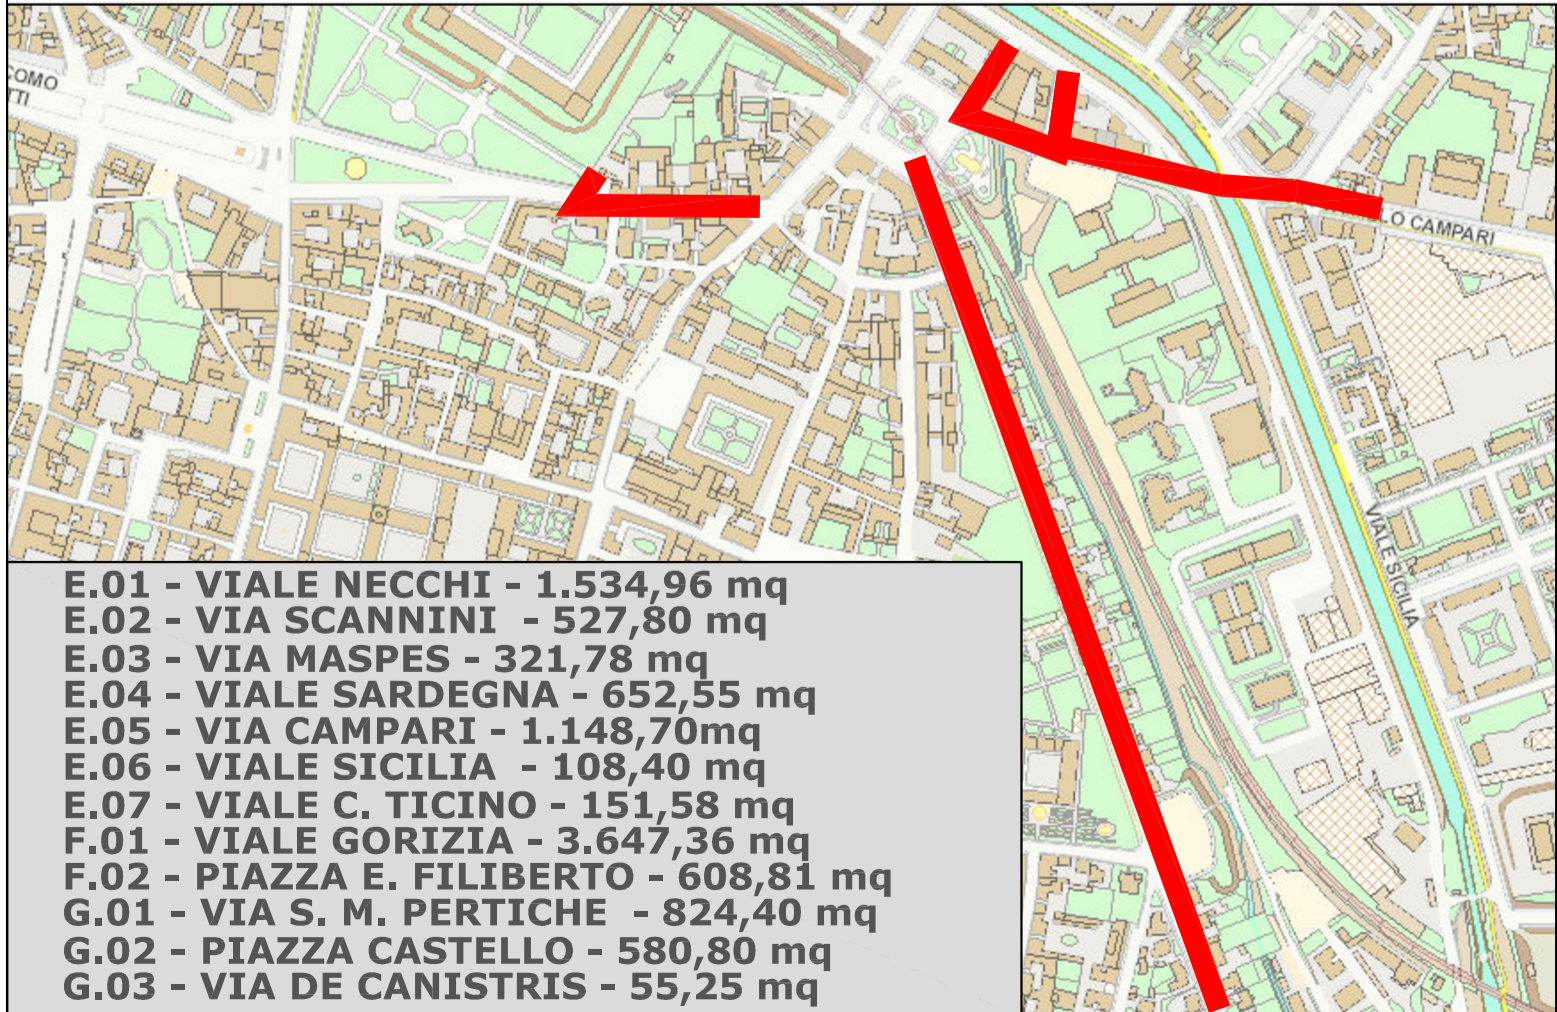 COMO
TTI
LO CAMPARI
VIALE SICILIA
E.01 - VIALE NECCHI - 1.534,96 mq
E.02 - VIA SCANNINI - 527,80 mq
E.03 - VIA MASPES - 321,78 mq
E.04 - VIALE SARDEGNA - 652,55 mq
E.05 - VIA CAMPARI - 1.148,70mq
E.06 - VIALE SICILIA - 108,40 mq
E.07 - VIALE C. TICINO - 151,58 mq
F.01 - VIALE GORIZIA - 3.647,36 mq
F.02 - PIAZZA E. FILIBERTO - 608,81 mq
G.01 - VIA S. M. PERTICHE - 824,40 mq
G.02 - PIAZZA CASTELLO - 580,80 mq
G.03 - VIA DE CANISTRIS - 55,25 mq